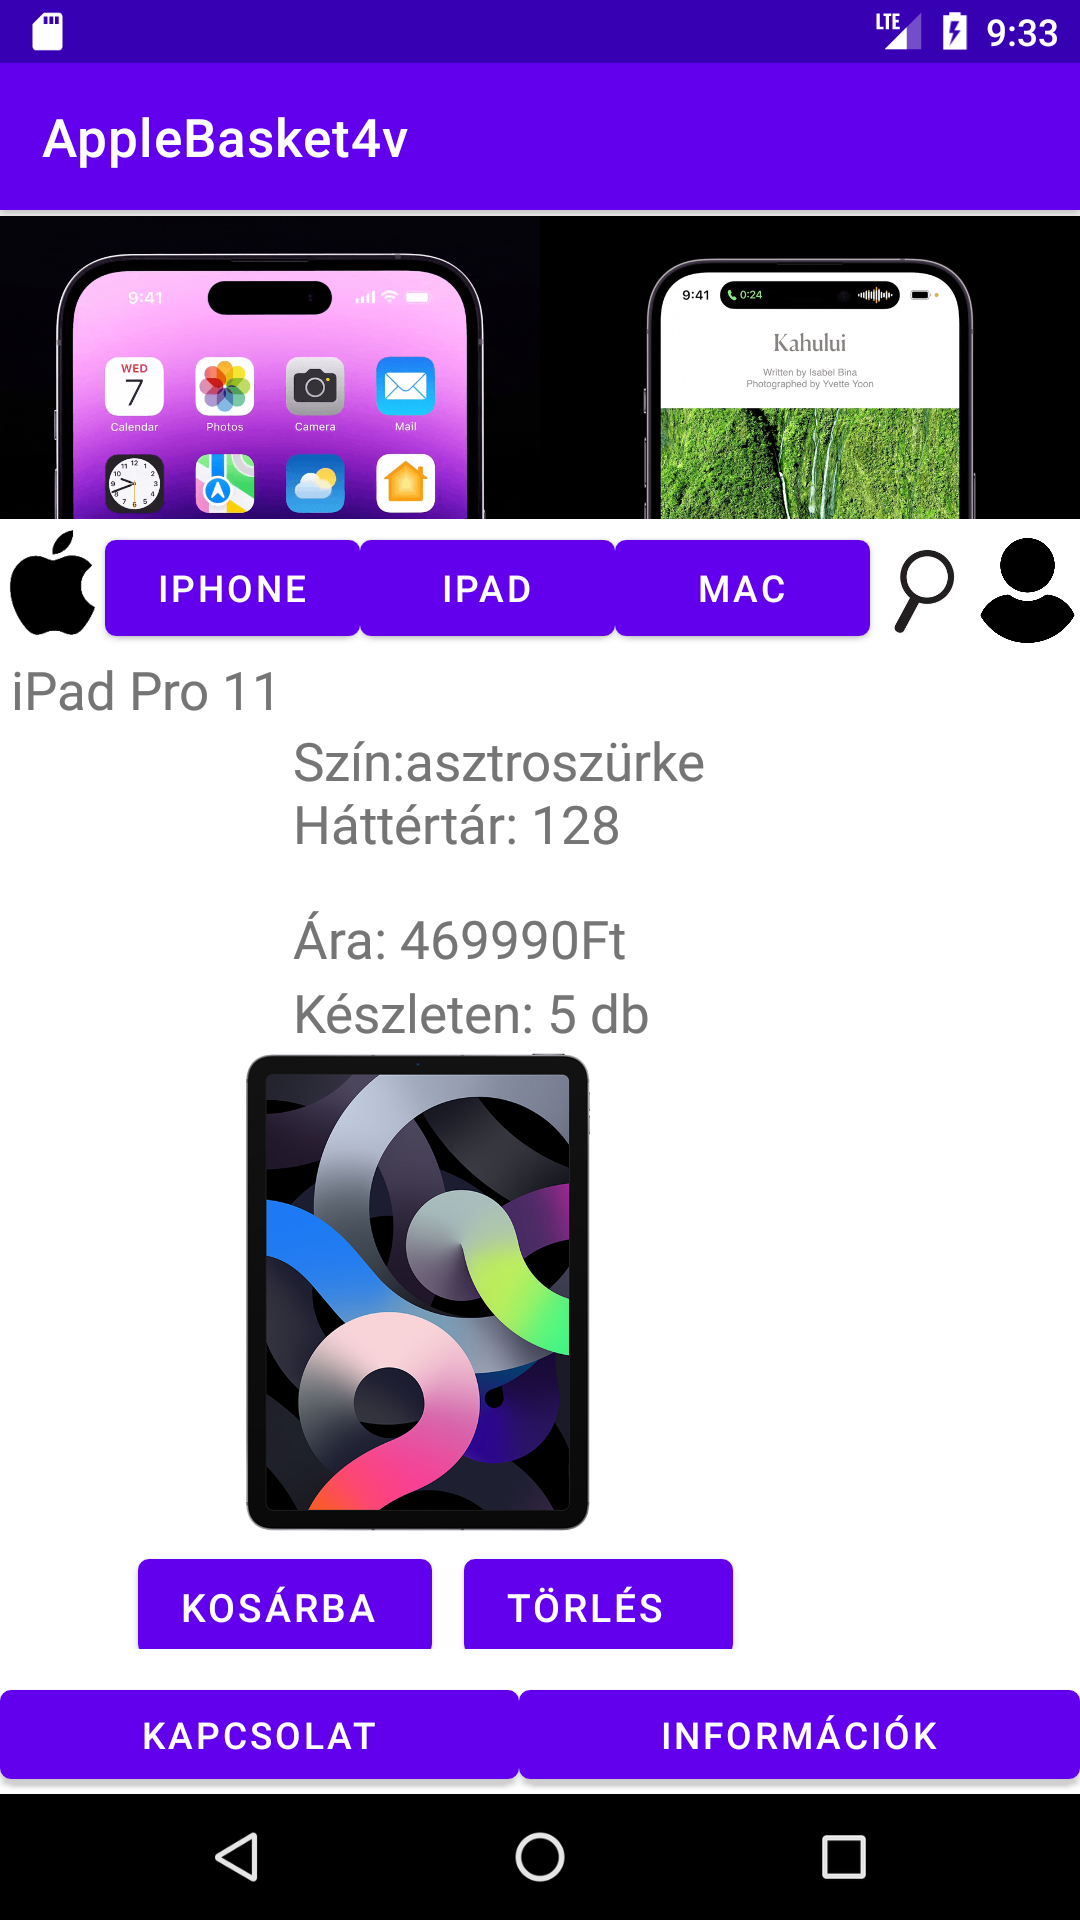 LTE 9:33
AppleBasket4v
9:41
WED
7
Calendar Photos Camera Mail
9:41 0:24
Kahului
Written by Isabel Bina
Photographed by Yvette Yoon
IPHONE IPAD MAC
iPad Pro 11
Szín:asztroszürke
Háttértár: 128
Ára: 469990Ft
Készleten: 5 db
KOSÁRBA TÖRLÉS
KAPCSOLAT INFORMÁCIÓK